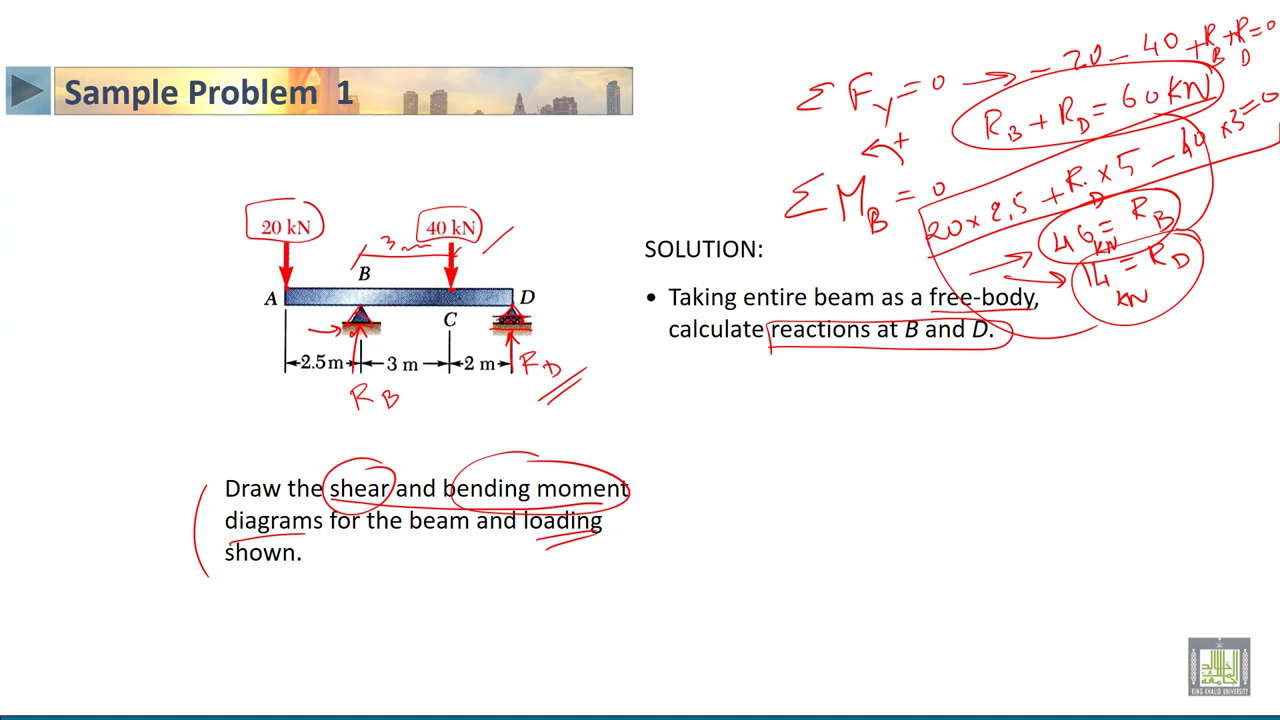 Sample Problem 1
ΣF_y = 0 → - 20 - 40 + R_B + R_D = 0
R_B + R_D = 60 KN
+
ΣM_B = 0
20 × 2,5 + R_D × 5 - 40 × 3 = 0
46 KN = R_B
14 KN = R_D
20 kN
40 kN
3 m
B
A
D
C
2.5 m
3 m
2 m
R_B
R_D
SOLUTION:
• Taking entire beam as a free-body,
calculate reactions at B and D.
Draw the shear and bending moment
diagrams for the beam and loading
shown.
KING KHALID UNIVERSITY